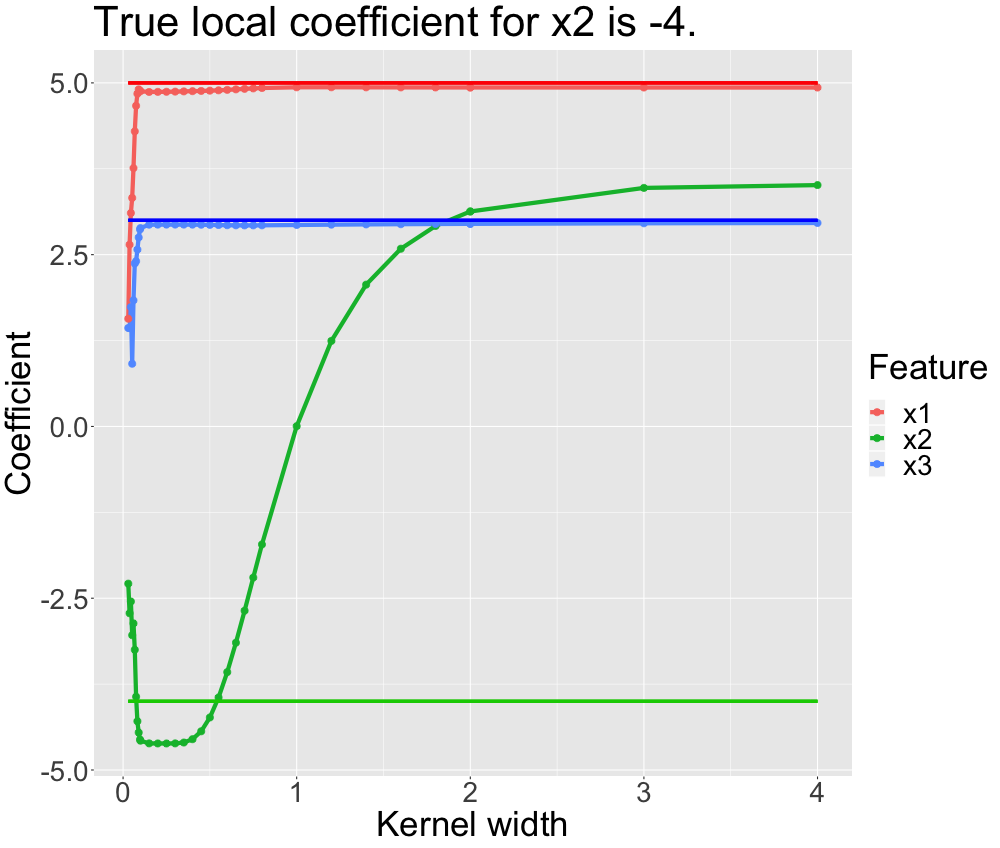 True local coefficient for x2 is -4.
5.0
2.5
0.0
-2.5
-5.0
Coefficient
0 1 2 3 4
Kernel width
Feature
x1
x2
x3